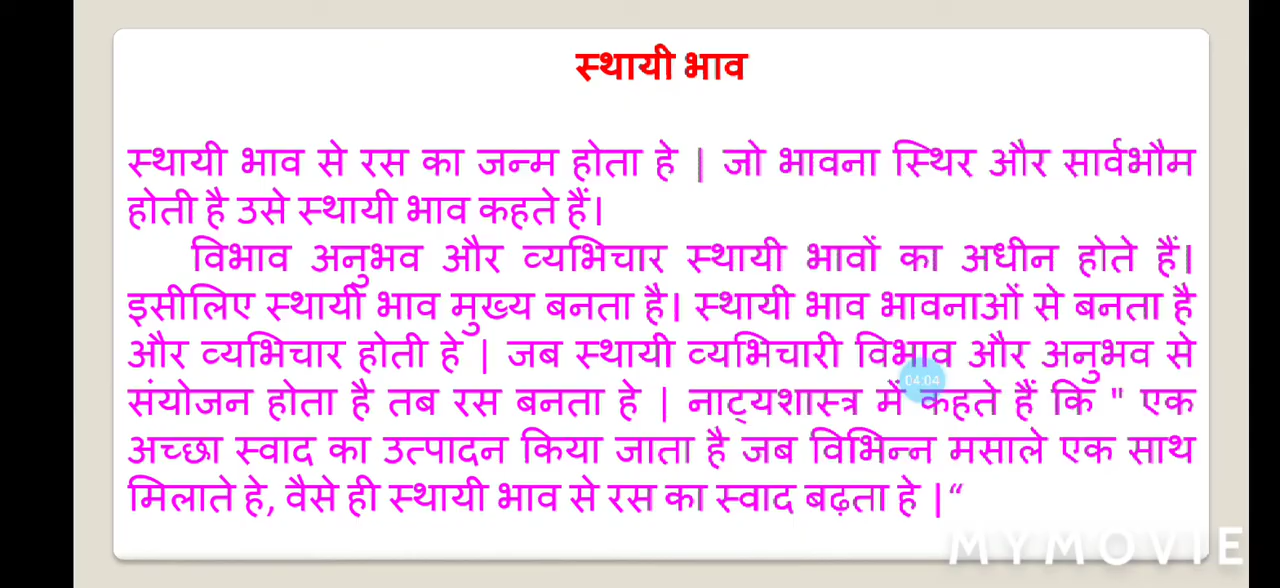 स्थायी भाव
स्थायी भाव से रस का जन्म होता हे | जो भावना स्थिर और सार्वभौम
होती है उसे स्थायी भाव कहते हैं।
विभाव अनुभव और व्यभिचार स्थायी भावों का अधीन होते हैं।
इसीलिए स्थायी भाव मुख्य बनता है। स्थायी भाव भावनाओं से बनता है
और व्यभिचार होती हे | जब स्थायी व्यभिचारी विभाव और अनुभव से
04:04
संयोजन होता है तब रस बनता हे | नाट्यशास्त्र में कहते हैं कि " एक
अच्छा स्वाद का उत्पादन किया जाता है जब विभिन्न मसाले एक साथ
मिलाते हे, वैसे ही स्थायी भाव से रस का स्वाद बढ़ता हे |“
MYMOVIE